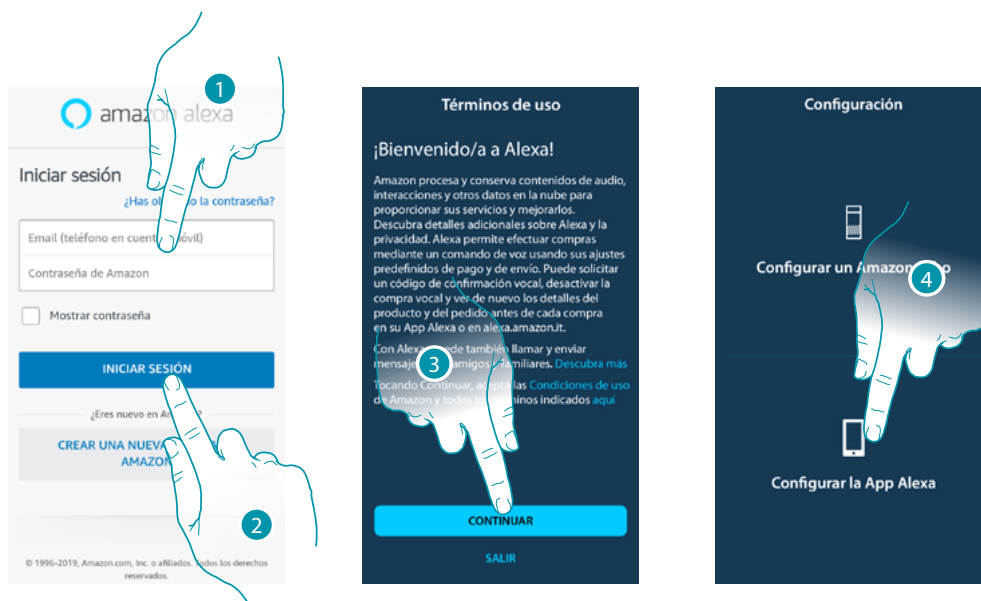 1
amazon alexa
Iniciar sesión
¿Has la contraseña?
Email (teléfono en móvil)
Contraseña de Amazon
Mostrar contraseña
INICIAR SESIÓN
¿Eres nuevo en
CREAR UNA NUEVA
AMAZON
2
© 1996-2019, Amazon.com, Inc. o afiliados. Todos los derechos
reservados.
Términos de uso
¡Bienvenido/a a Alexa!
Amazon procesa y conserva contenidos de audio,
interacciones y otros datos en la nube para
proporcionar sus servicios y mejorarlos.
Descubra detalles adicionales sobre Alexa y la
privacidad. Alexa permite efectuar compras
mediante un comando de voz usando sus ajustes
predefinidos de pago y de envío. Puede solicitar
un código de confirmación vocal, desactivar la
compra vocal y ver de nuevo los detalles del
producto y del pedido antes de cada compra
en su App Alexa o en alexa.amazon.it.
Con Alexa puede también llamar y enviar
amigos y familiares. Descubra más
3
Tocando Continuar, acepta las Condiciones de uso
de Amazon y todos los términos indicados aquí
CONTINUAR
SALIR
Configuración
Configurar un Amazon
4
Configurar la App Alexa